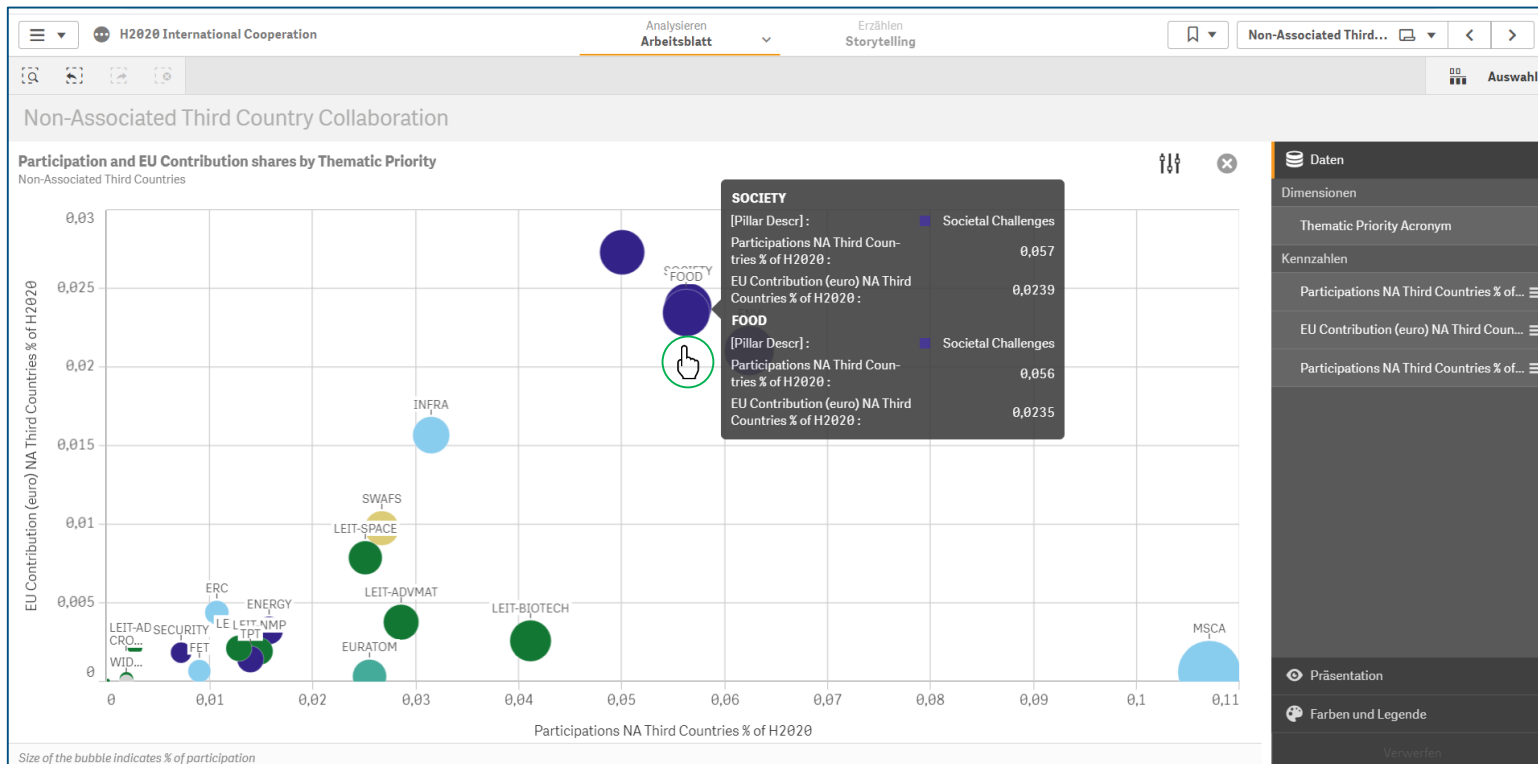 H2020 International Cooperation
Analysieren
Arbeitsblatt
Erzählen
Storytelling
Non-Associated Third...
Auswahl
Non-Associated Third Country Collaboration
Participation and EU Contribution shares by Thematic Priority
Non-Associated Third Countries
EU Contribution (euro) NA Third Countries % of H2020
0,03
0,025
0,02
0,015
0,01
0,005
0
SOCIETY
FOOD
INFRA
SWAFS
LEIT-SPACE
LEIT-ADVMAT
LEIT-BIOTECH
ERC
ENERGY
LEIT-AD
SECURITY
LE
LEIT-NMP
CRO...
TPT
FET
EURATOM
WID...
MSCA
0
0,01
0,02
0,03
0,04
0,05
0,06
0,07
0,08
0,09
0,1
0,11
Participations NA Third Countries % of H2020
Size of the bubble indicates % of participation
SOCIETY
[Pillar Descr] : Societal Challenges
Participations NA Third Coun-
tries % of H2020 : 0,057
EU Contribution (euro) NA Third
Countries % of H2020 : 0,0239
FOOD
[Pillar Descr] : Societal Challenges
Participations NA Third Coun-
tries % of H2020 : 0,056
EU Contribution (euro) NA Third
Countries % of H2020 : 0,0235
Daten
Dimensionen
Thematic Priority Acronym
Kennzahlen
Participations NA Third Countries % of...
EU Contribution (euro) NA Third Coun...
Participations NA Third Countries % of...
Präsentation
Farben und Legende
Verwerfen